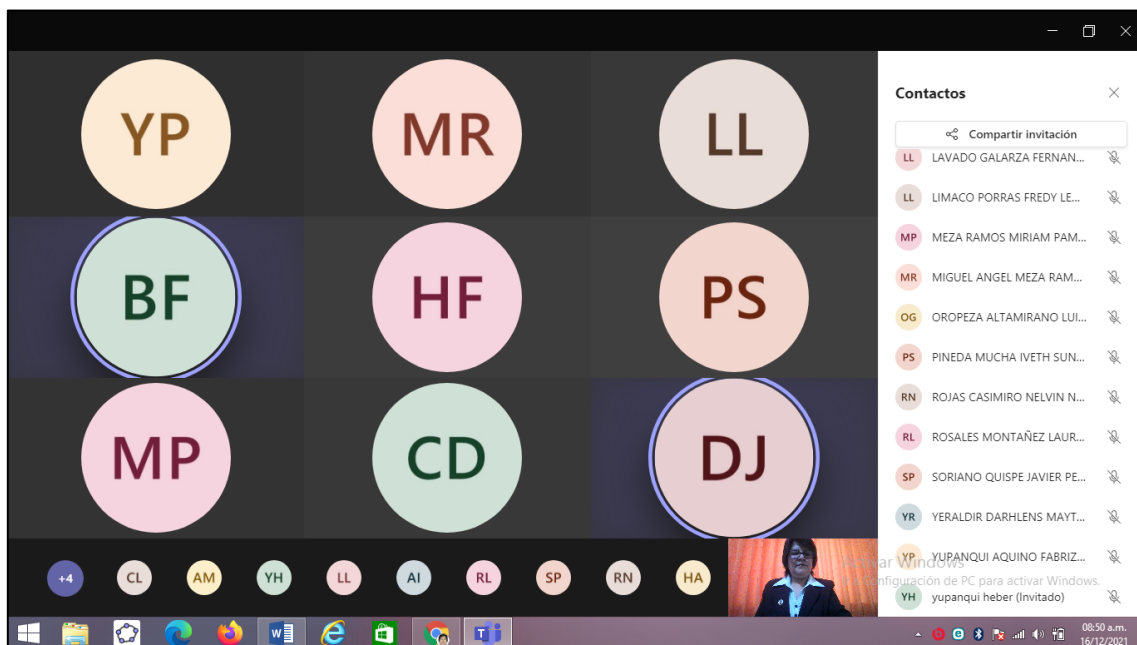 YP
MR
LL
BF
HF
PS
MP
CD
DJ
+4
CL
AM
YH
LL
AI
RL
SP
RN
HA
Contactos
Compartir invitación
LL LAVADO GALARZA FERNAN...
LL LIMACO PORRAS FREDY LE...
MP MEZA RAMOS MIRIAM PAM...
MR MIGUEL ANGEL MEZA RAM...
OG OROPEZA ALTAMIRANO LUI...
PS PINEDA MUCHA IVETH SUN...
RN ROJAS CASIMIRO NELVIN N...
RL ROSALES MONTAÑEZ LAUR...
SP SORIANO QUISPE JAVIER PE...
YR YERALDIR DARHLENS MAYT...
YP YUPANQUI AQUINO FABRIZ...
YH yupanqui heber (Invitado)
Windows
Configuración de PC para activar Windows.
08:50 a.m.
16/12/2021